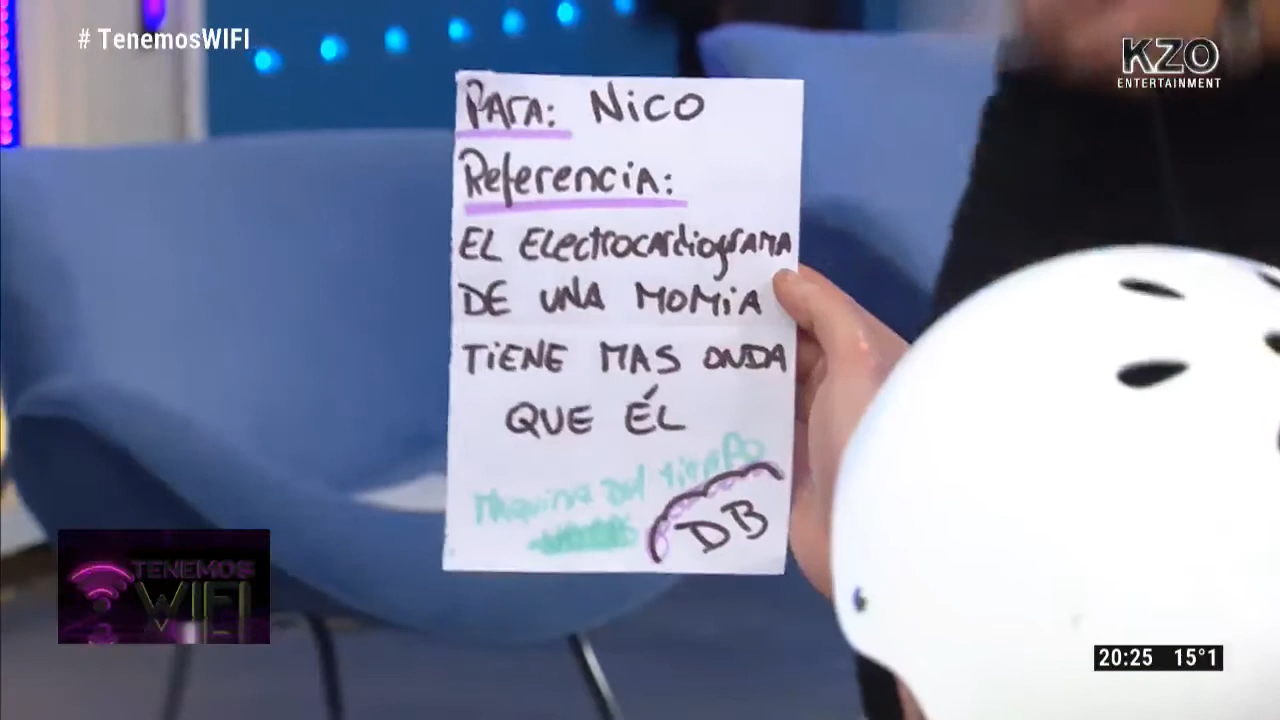 # TenemosWIFI
KZO
ENTERTAINMENT
PARA: NICO
Referencia:
EL ELectrocardiograma
DE UNA MOMIA
TIENE MAS ONDA
QUE ÉL
Maquina del tiempo
DB
TENEMOS
WIFI
20:25 15°1